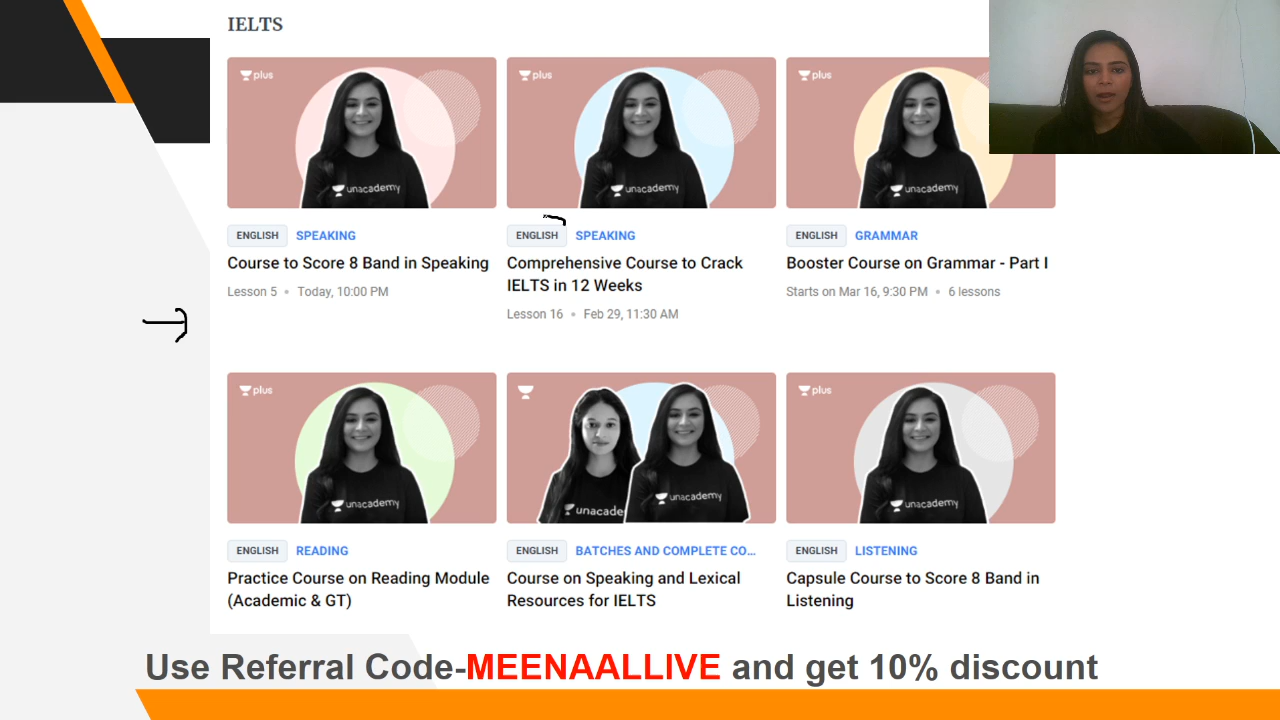 IELTS
plus
plus
plus
unacademy
unacademy
unacademy
ENGLISH SPEAKING
Course to Score 8 Band in Speaking
Lesson 5 • Today, 10:00 PM
ENGLISH SPEAKING
Comprehensive Course to Crack
IELTS in 12 Weeks
Lesson 16 • Feb 29, 11:30 AM
ENGLISH GRAMMAR
Booster Course on Grammar - Part I
Starts on Mar 16, 9:30 PM • 6 lessons
plus
plus
unacademy
unacade
unacademy
unacademy
ENGLISH READING
Practice Course on Reading Module
(Academic & GT)
ENGLISH BATCHES AND COMPLETE CO...
Course on Speaking and Lexical
Resources for IELTS
ENGLISH LISTENING
Capsule Course to Score 8 Band in
Listening
Use Referral Code-MEENAALLIVE and get 10% discount